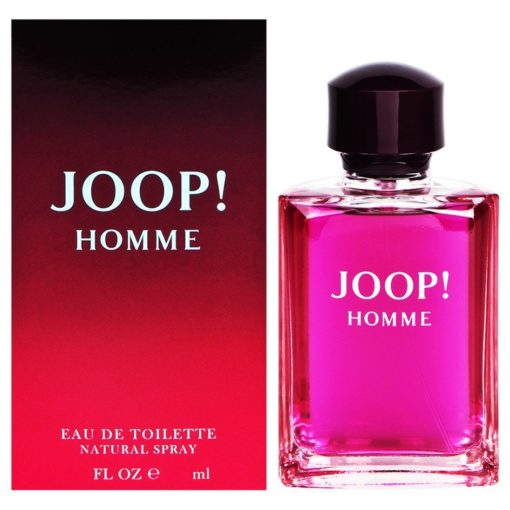 JOOP!
HOMME
EAU DE TOILETTE
NATURAL SPRAY
FL OZ ℮ ml
JOOP!
HOMME